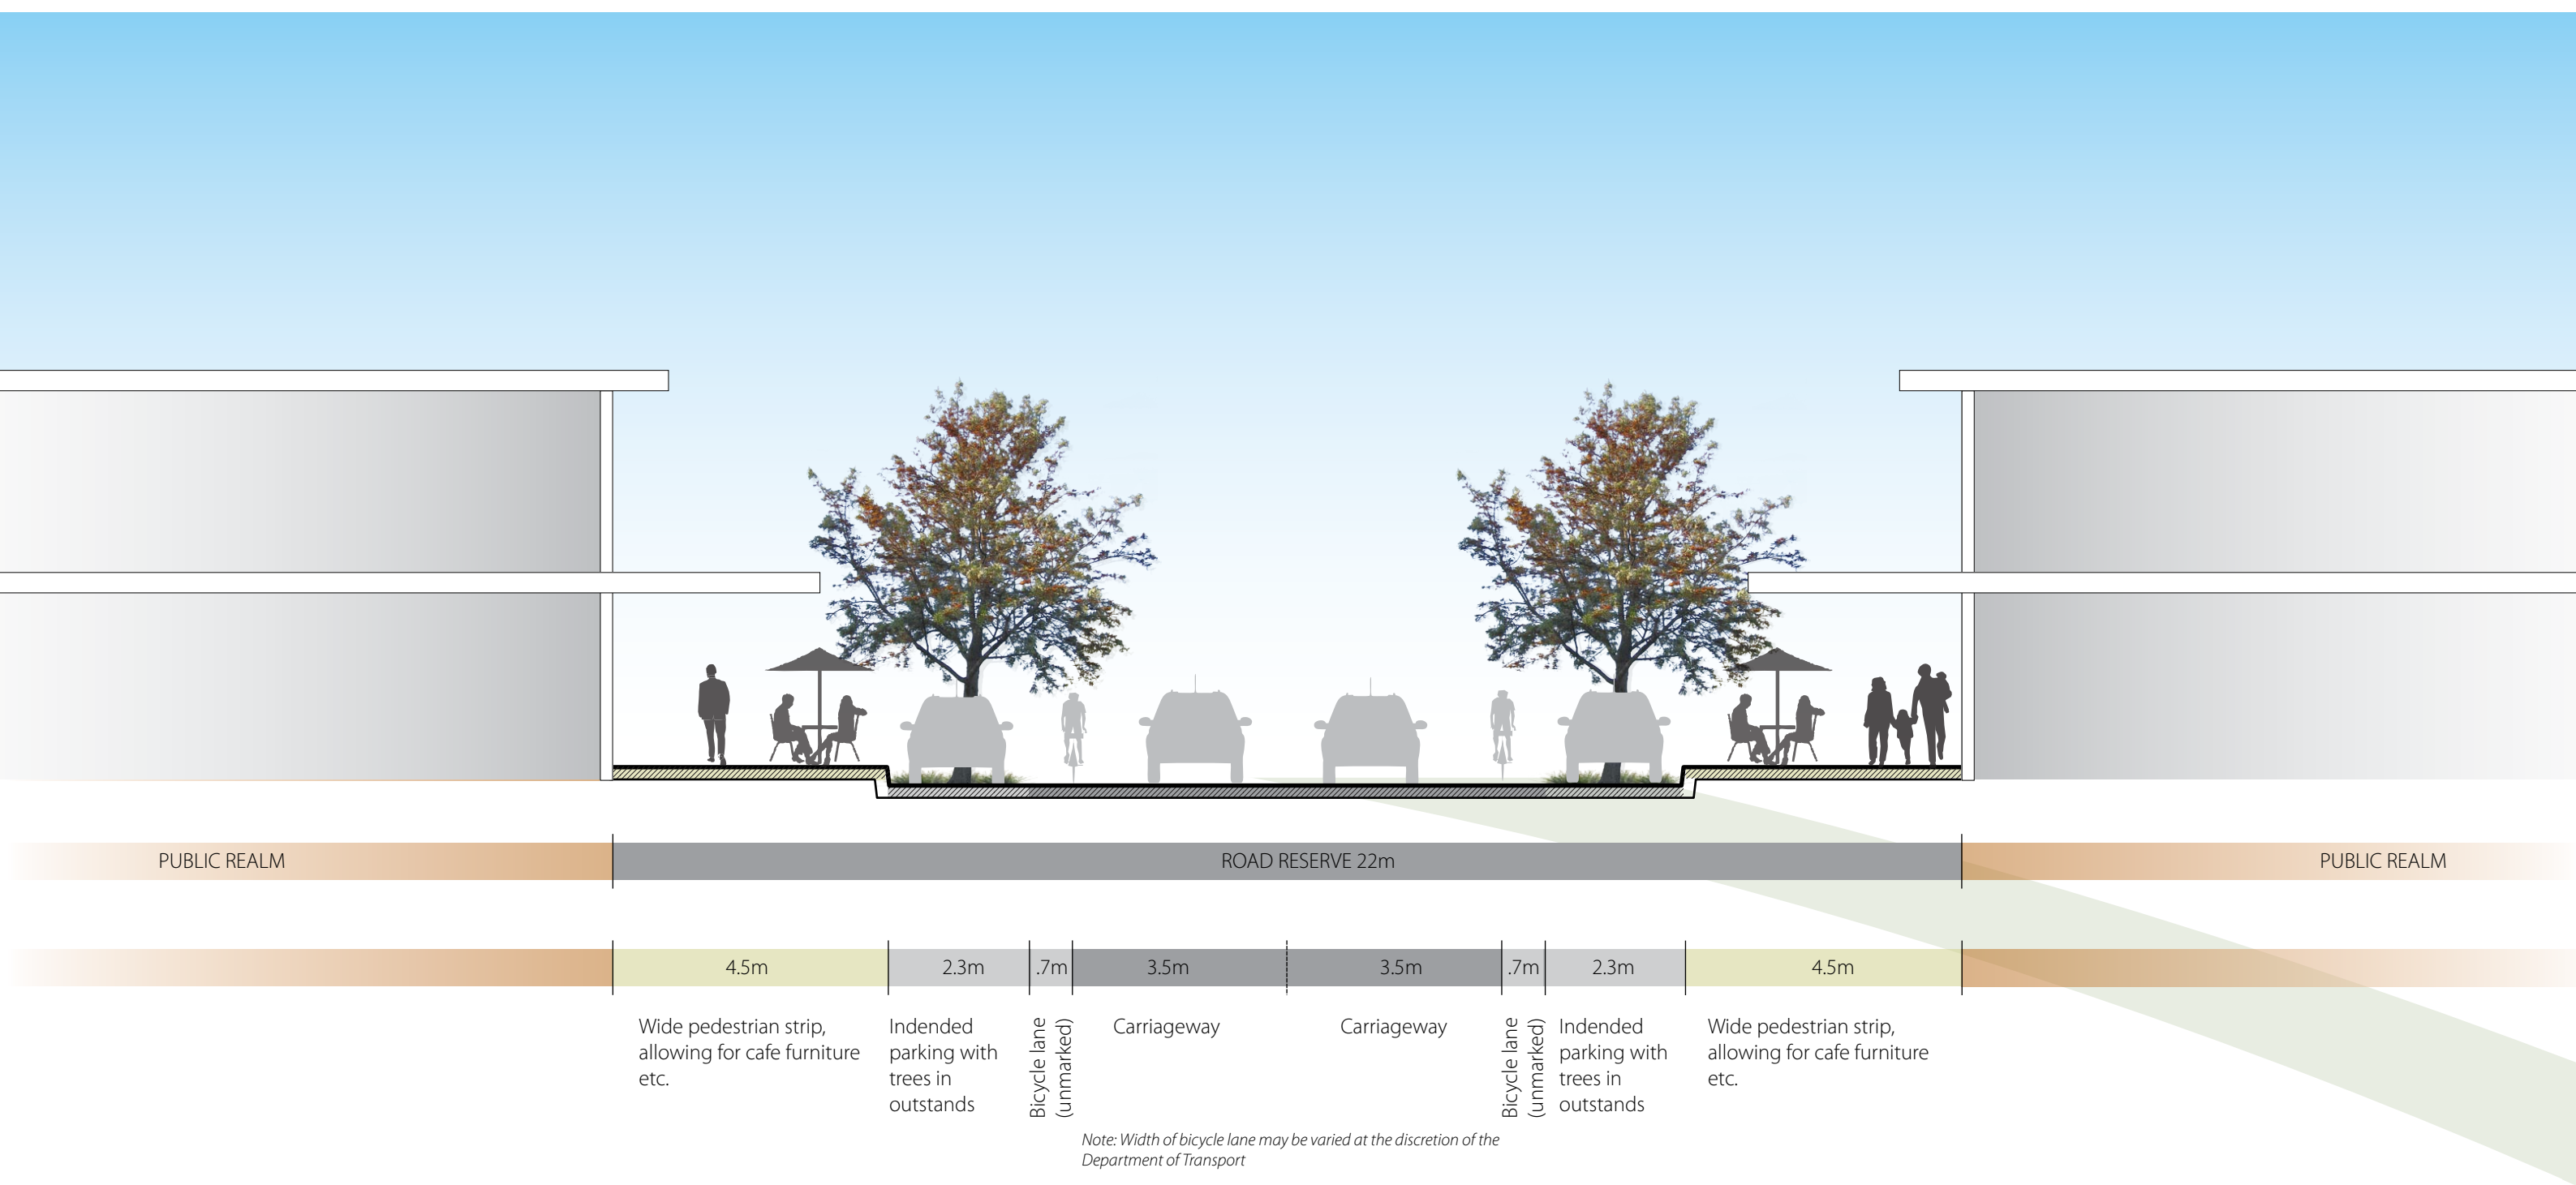 PUBLIC REALM
ROAD RESERVE 22m
PUBLIC REALM
4.5m
2.3m
.7m
3.5m
3.5m
.7m
2.3m
4.5m
Wide pedestrian strip,
allowing for cafe furniture
etc.
Indended
parking with
trees in
outstands
Bicycle lane
(unmarked)
Carriageway
Carriageway
Bicycle lane
(unmarked)
Indended
parking with
trees in
outstands
Wide pedestrian strip,
allowing for cafe furniture
etc.
Note: Width of bicycle lane may be varied at the discretion of the
Department of Transport